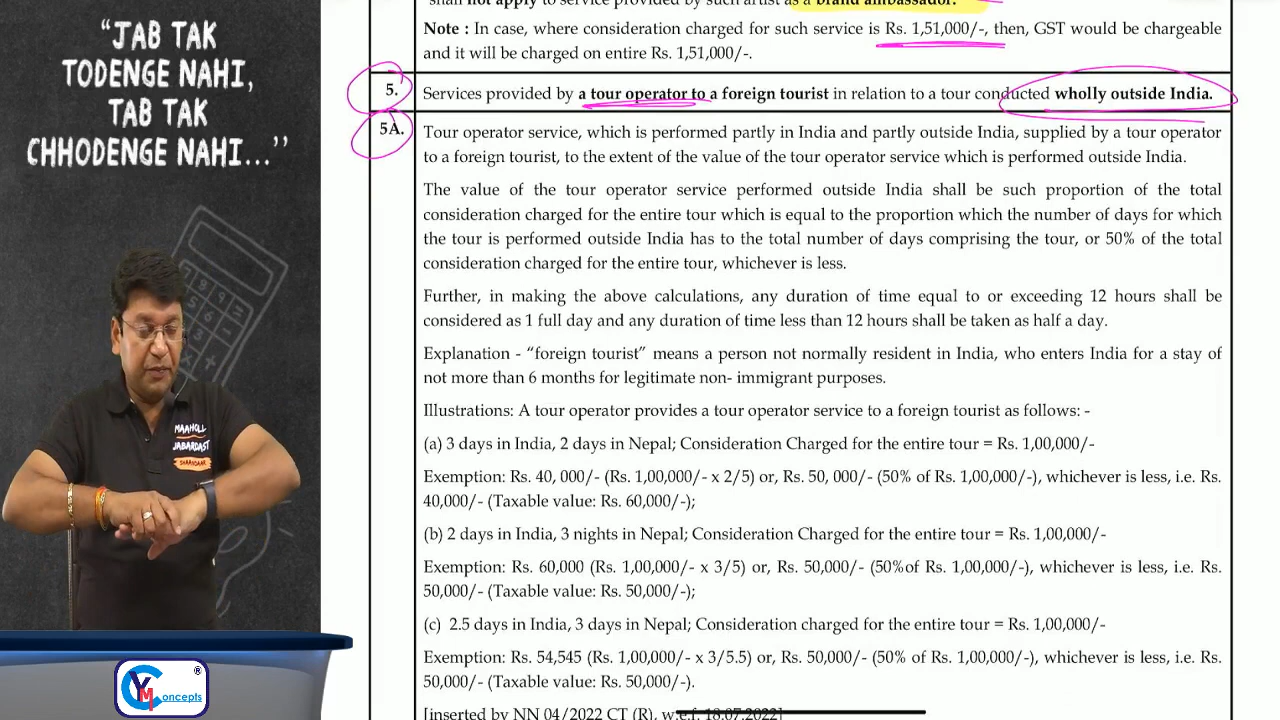 “JAB TAK
TODENGE NAHI,
TAB TAK
CHHODENGE NAHI...’’
MAAHOLL
JABARDAST
SHAANDAAR
CYM Concepts
®
shall not apply to service provided by such artist as a brand ambassador.
Note : In case, where consideration charged for such service is Rs. 1,51,000/-, then, GST would be chargeable
and it will be charged on entire Rs. 1,51,000/-.
5. Services provided by a tour operator to a foreign tourist in relation to a tour conducted wholly outside India.
5A. Tour operator service, which is performed partly in India and partly outside India, supplied by a tour operator
to a foreign tourist, to the extent of the value of the tour operator service which is performed outside India.
The value of the tour operator service performed outside India shall be such proportion of the total
consideration charged for the entire tour which is equal to the proportion which the number of days for which
the tour is performed outside India has to the total number of days comprising the tour, or 50% of the total
consideration charged for the entire tour, whichever is less.
Further, in making the above calculations, any duration of time equal to or exceeding 12 hours shall be
considered as 1 full day and any duration of time less than 12 hours shall be taken as half a day.
Explanation - “foreign tourist” means a person not normally resident in India, who enters India for a stay of
not more than 6 months for legitimate non- immigrant purposes.
Illustrations: A tour operator provides a tour operator service to a foreign tourist as follows: -
(a) 3 days in India, 2 days in Nepal; Consideration Charged for the entire tour = Rs. 1,00,000/-
Exemption: Rs. 40, 000/- (Rs. 1,00,000/- x 2/5) or, Rs. 50, 000/- (50% of Rs. 1,00,000/-), whichever is less, i.e. Rs.
40,000/- (Taxable value: Rs. 60,000/-);
(b) 2 days in India, 3 nights in Nepal; Consideration Charged for the entire tour = Rs. 1,00,000/-
Exemption: Rs. 60,000 (Rs. 1,00,000/- x 3/5) or, Rs. 50,000/- (50%of Rs. 1,00,000/-), whichever is less, i.e. Rs.
50,000/- (Taxable value: Rs. 50,000/-);
(c) 2.5 days in India, 3 days in Nepal; Consideration charged for the entire tour = Rs. 1,00,000/-
Exemption: Rs. 54,545 (Rs. 1,00,000/- x 3/5.5) or, Rs. 50,000/- (50% of Rs. 1,00,000/-), whichever is less, i.e. Rs.
50,000/- (Taxable value: Rs. 50,000/-).
[inserted by NN 04/2022 CT (R), w.e.f. 18.07.2022]